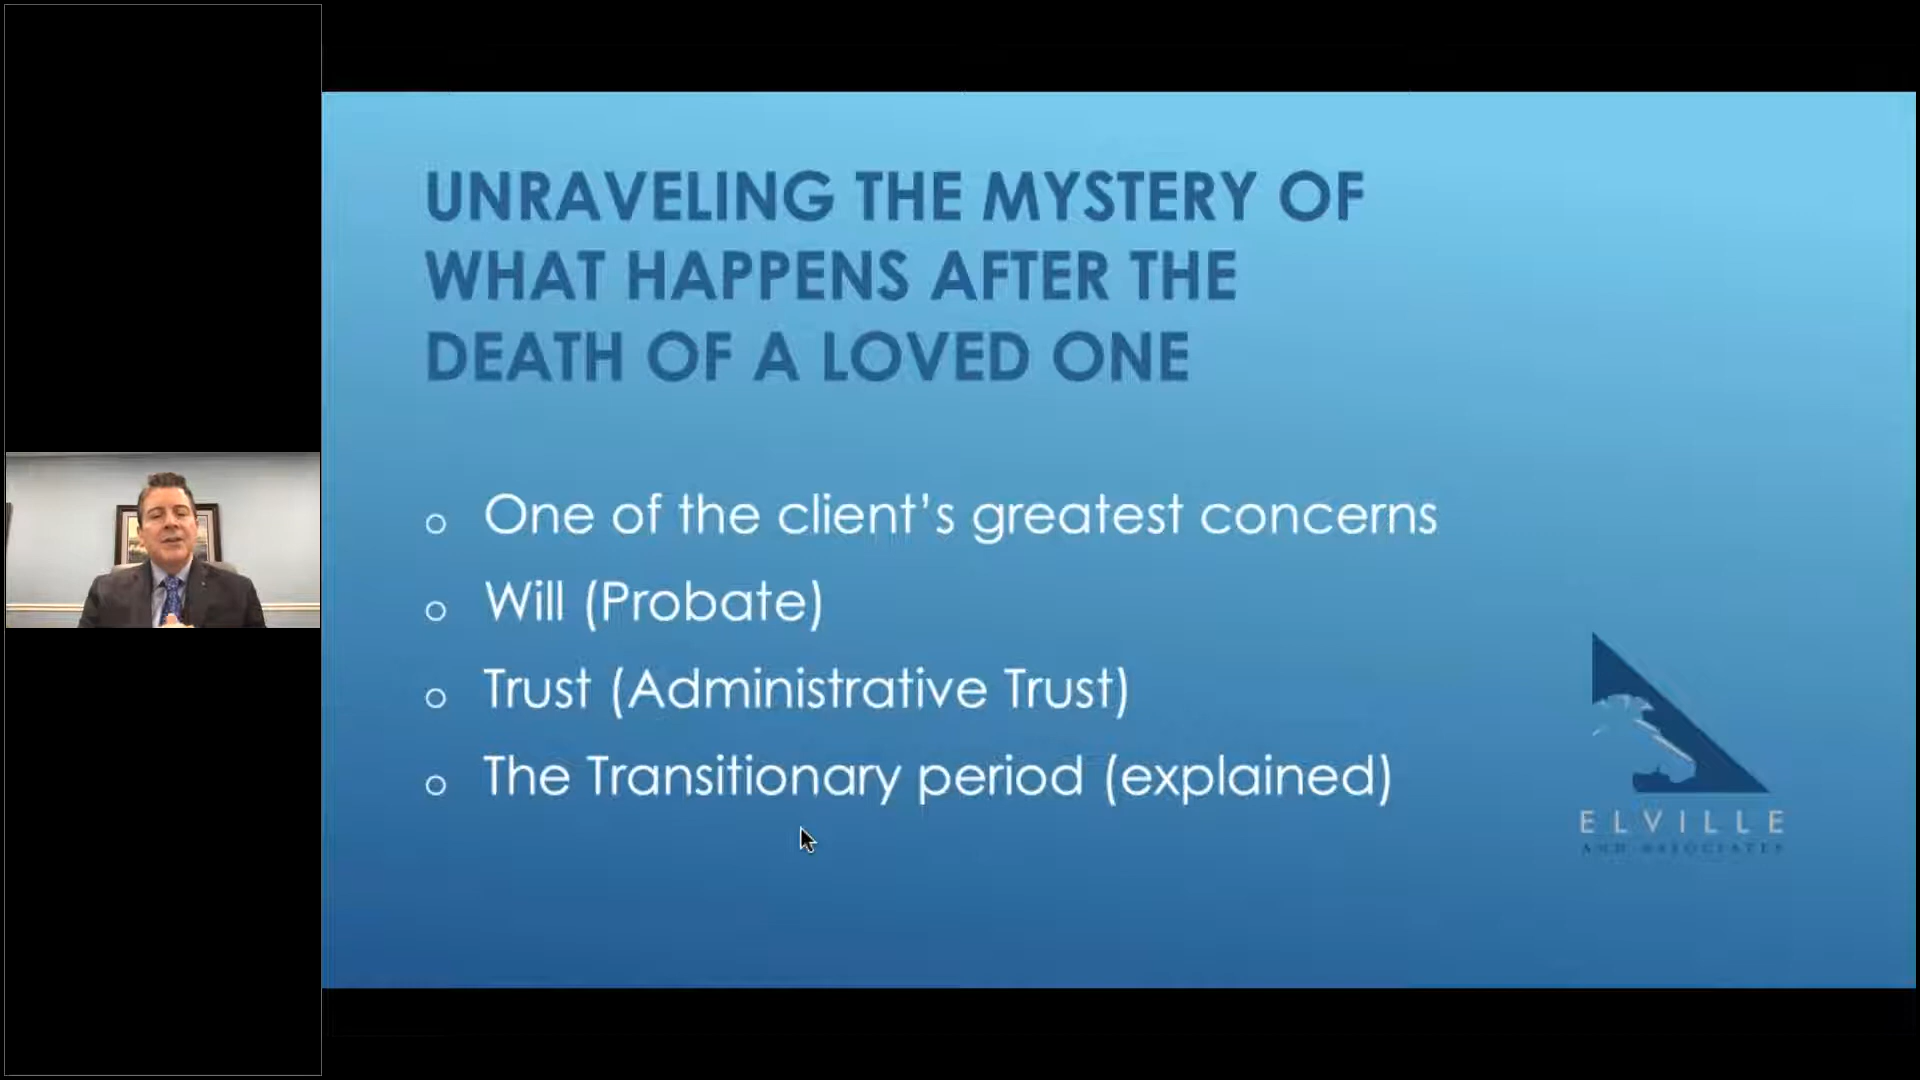 UNRAVELING THE MYSTERY OF
WHAT HAPPENS AFTER THE
DEATH OF A LOVED ONE
One of the client’s greatest concerns
Will (Probate)
Trust (Administrative Trust)
The Transitionary period (explained)
ELVILLE
AND ASSOCIATES